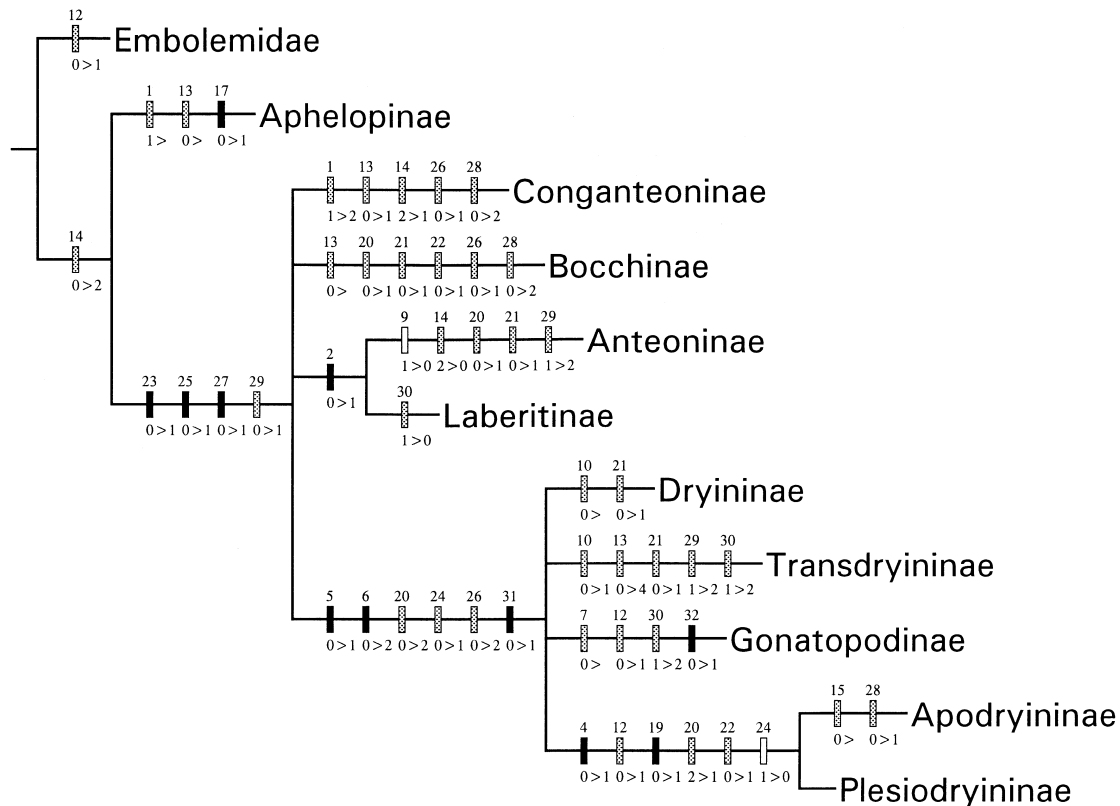 12
Embolemidae
0>1
1 13 17
Aphelopinae
1> 0> 0>1
1 13 14 26 28
Conganteoninae
1>2 0>1 2>1 0>1 0>2
14
0>2
13 20 21 22 26 28
Bocchinae
0> 0>1 0>1 0>1 0>1 0>2
9 14 20 21 29
Anteoninae
1>0 2>0 0>1 0>1 1>2
2
0>1
30
Laberitinae
1>0
23 25 27 29
0>1 0>1 0>1 0>1
10 21
Dryininae
0> 0>1
10 13 21 29 30
Transdryininae
0>1 0>4 0>1 1>2 1>2
5 6 20 24 26 31
0>1 0>2 0>2 0>1 0>2 0>1
7 12 30 32
Gonatopodinae
0> 0>1 1>2 0>1
15 28
Apodryininae
0> 0>1
4 12 19 20 22 24
0>1 0>1 0>1 2>1 0>1 1>0
Plesiodryininae